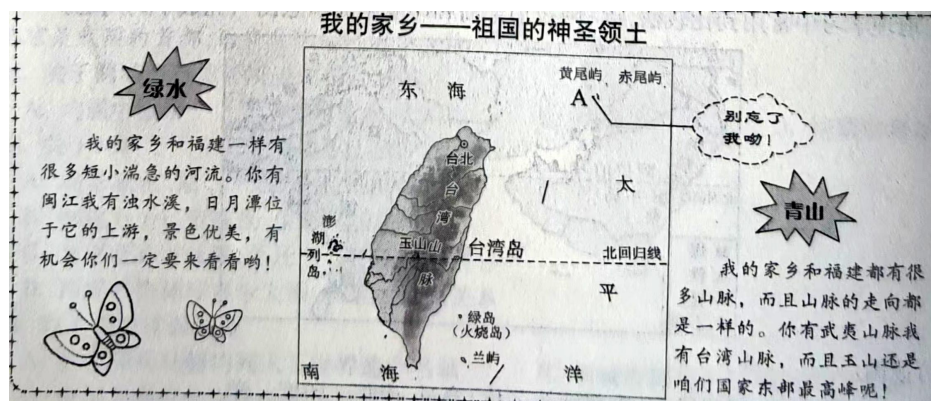 我的家乡——祖国的神圣领土
绿水
我的家乡和福建一样有
很多短小湍急的河流。你有
闽江我有浊水溪,日月潭位
于它的上游,景色优美,有
机会你们一定要来看看哟!
东 海
黄尾屿 赤尾屿
A
别忘了
我哟!
台北
台
湾
山
脉
玉山
澎
湖
列
岛
台湾岛
太
平
洋
北回归线
绿岛
(火烧岛)
兰屿
南 海
青山
我的家乡和福建都有很
多山脉,而且山脉的走向都
是一样的。你有武夷山脉我
有台湾山脉,而且玉山还是
咱们国家东部最高峰呢!